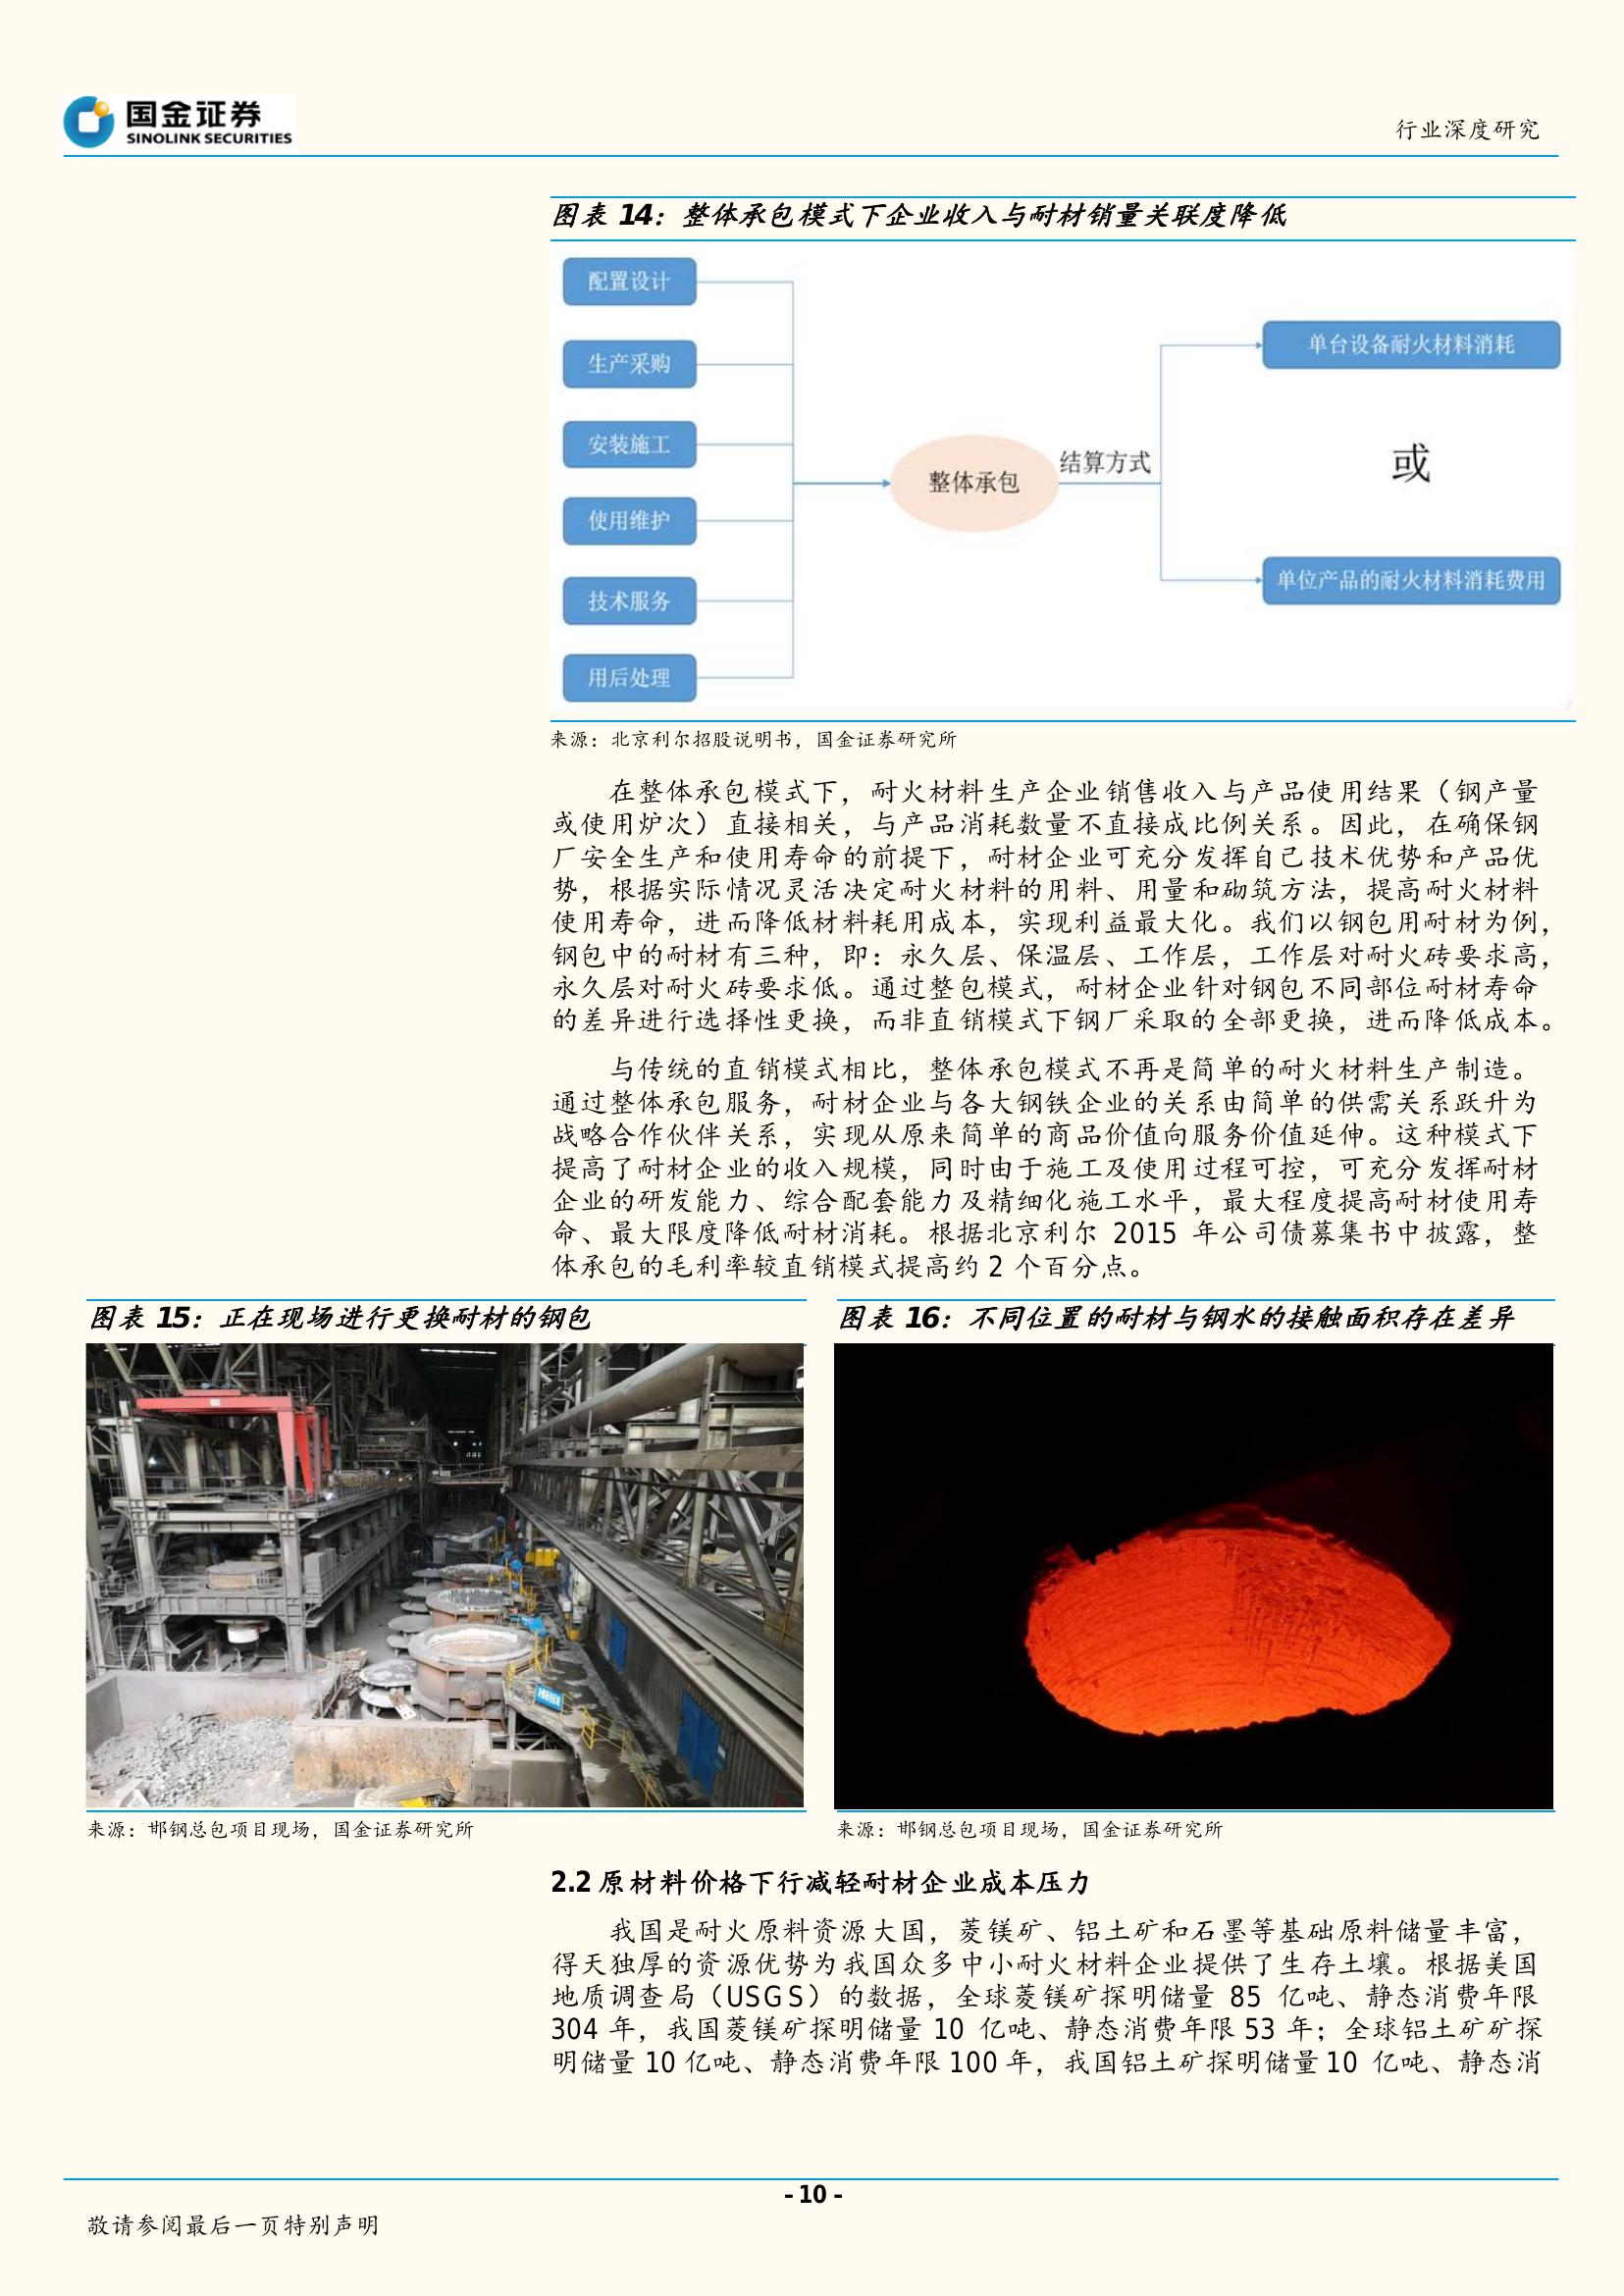 国金证券
SINOLINK SECURITIES
行业深度研究
图表 14：整体承包模式下企业收入与耐材销量关联度降低
配置设计
生产采购
安装施工
使用维护
技术服务
用后处理
整体承包
结算方式
单台设备耐火材料消耗
或
单位产品的耐火材料消耗费用
来源：北京利尔招股说明书，国金证券研究所
在整体承包模式下，耐火材料生产企业销售收入与产品使用结果（钢产量
或使用炉次）直接相关，与产品消耗数量不直接成比例关系。因此，在确保钢
厂安全生产和使用寿命的前提下，耐材企业可充分发挥自己技术优势和产品优
势，根据实际情况灵活决定耐火材料的用料、用量和砌筑方法，提高耐火材料
使用寿命，进而降低材料耗用成本，实现利益最大化。我们以钢包用耐材为例，
钢包中的耐材有三种，即：永久层、保温层、工作层，工作层对耐火砖要求高，
永久层对耐火砖要求低。通过整包模式，耐材企业针对钢包不同部位耐材寿命
的差异进行选择性更换，而非直销模式下钢厂采取的全部更换，进而降低成本。
与传统的直销模式相比，整体承包模式不再是简单的耐火材料生产制造。
通过整体承包服务，耐材企业与各大钢铁企业的关系由简单的供需关系跃升为
战略合作伙伴关系，实现从原来简单的商品价值向服务价值延伸。这种模式下
提高了耐材企业的收入规模，同时由于施工及使用过程可控，可充分发挥耐材
企业的研发能力、综合配套能力及精细化施工水平，最大程度提高耐材使用寿
命、最大限度降低耐材消耗。根据北京利尔 2015 年公司债募集书中披露，整
体承包的毛利率较直销模式提高约 2 个百分点。
图表 15：正在现场进行更换耐材的钢包
图表 16：不同位置的耐材与钢水的接触面积存在差异
来源：邯钢总包项目现场，国金证券研究所
来源：邯钢总包项目现场，国金证券研究所
2.2 原材料价格下行减轻耐材企业成本压力
我国是耐火原料资源大国，菱镁矿、铝土矿和石墨等基础原料储量丰富，
得天独厚的资源优势为我国众多中小耐火材料企业提供了生存土壤。根据美国
地质调查局（USGS）的数据，全球菱镁矿探明储量 85 亿吨、静态消费年限
304 年，我国菱镁矿探明储量 10 亿吨、静态消费年限 53 年；全球铝土矿矿探
明储量 10 亿吨、静态消费年限 100 年，我国铝土矿探明储量 10 亿吨、静态消
- 10 -
敬请参阅最后一页特别声明